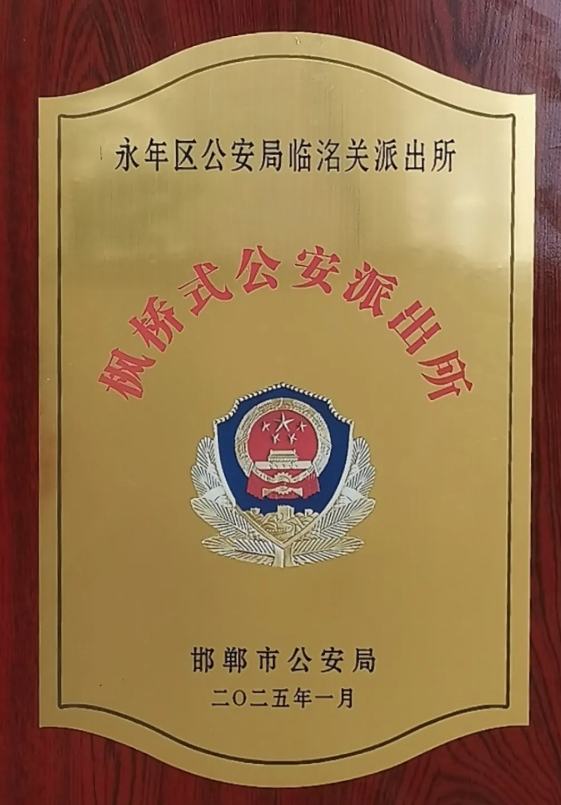 永年区公安局临洺关派出所
枫桥式公安派出所
邯郸市公安局
二〇二五年一月